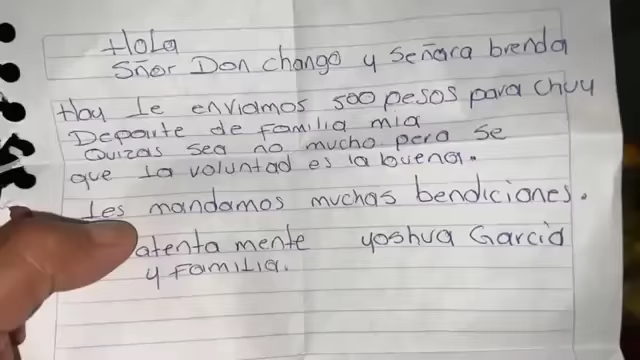 Hola
Sñor Don chango y señora brenda
Hay le enviamos 500 pesos para Chuy
Departe de Familia mia
Quizas sea no mucho pero se
que la voluntad es la buena.
Les mandamos muchas bendiciones.
atenta mente yoshua Garcia
y Familia.